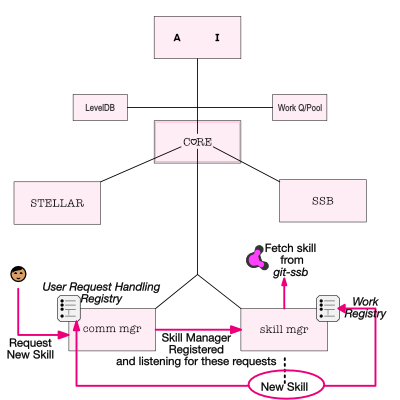 A I
LevelDB
Work Q/Pool
CORE
STELLAR
SSB
Fetch skill
from
git-ssb
User Request Handling
Registry
Work
Registry
Request
New Skill
comm mgr
Skill Manager
Registered
and listening for these requests
skill mgr
New Skill